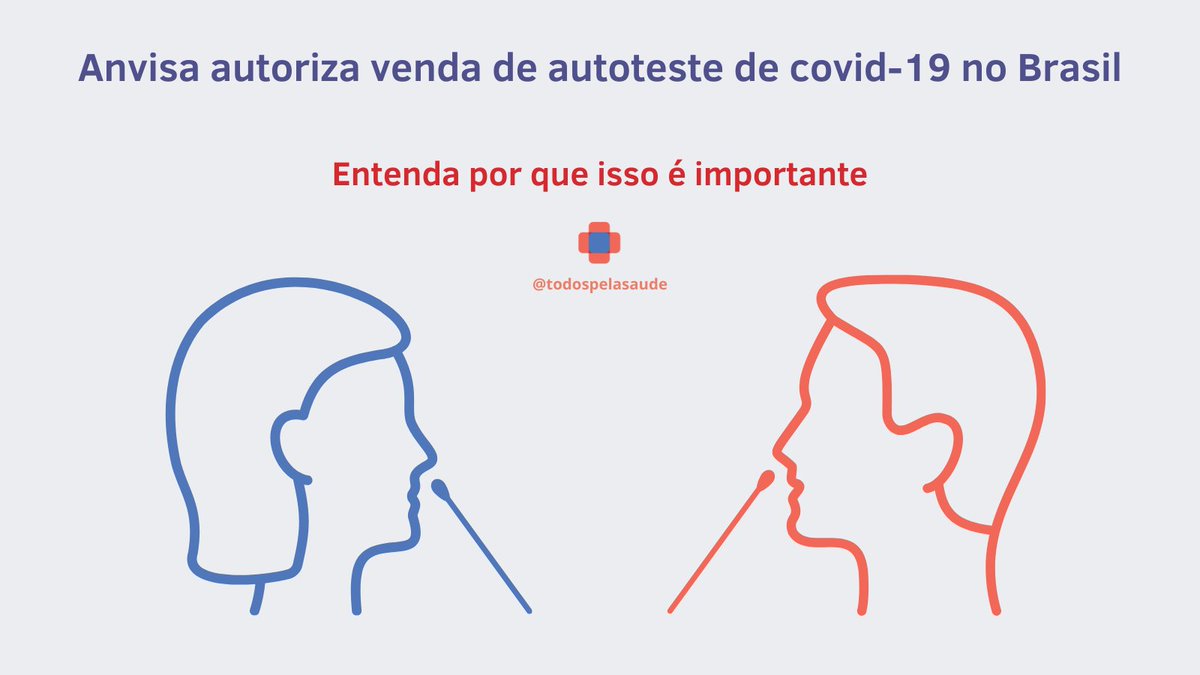 Anvisa autoriza venda de autoteste de covid-19 no Brasil
Entenda por que isso é importante
@todospelasaude